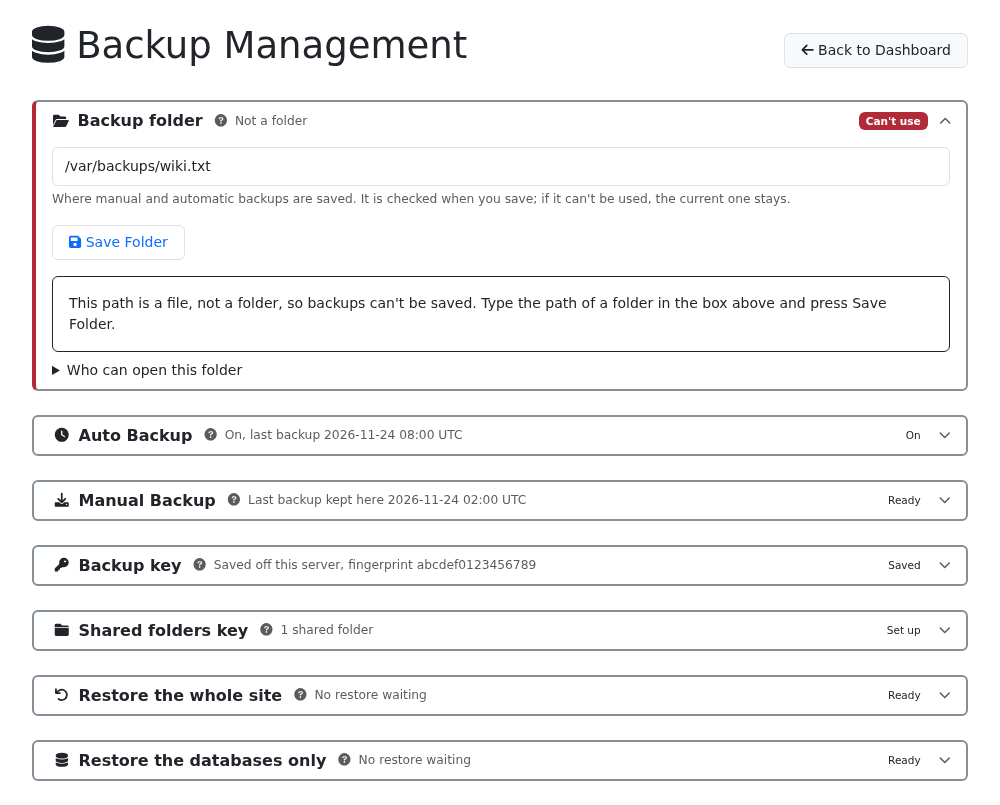 Backup Management
Back to Dashboard
Backup folder Not a folder Can't use
/var/backups/wiki.txt
Where manual and automatic backups are saved. It is checked when you save; if it can't be used, the current one stays.
Save Folder
This path is a file, not a folder, so backups can't be saved. Type the path of a folder in the box above and press Save
Folder.
Who can open this folder
Auto Backup On, last backup 2026-11-24 08:00 UTC On
Manual Backup Last backup kept here 2026-11-24 02:00 UTC Ready
Backup key Saved off this server, fingerprint abcdef0123456789 Saved
Shared folders key 1 shared folder Set up
Restore the whole site No restore waiting Ready
Restore the databases only No restore waiting Ready